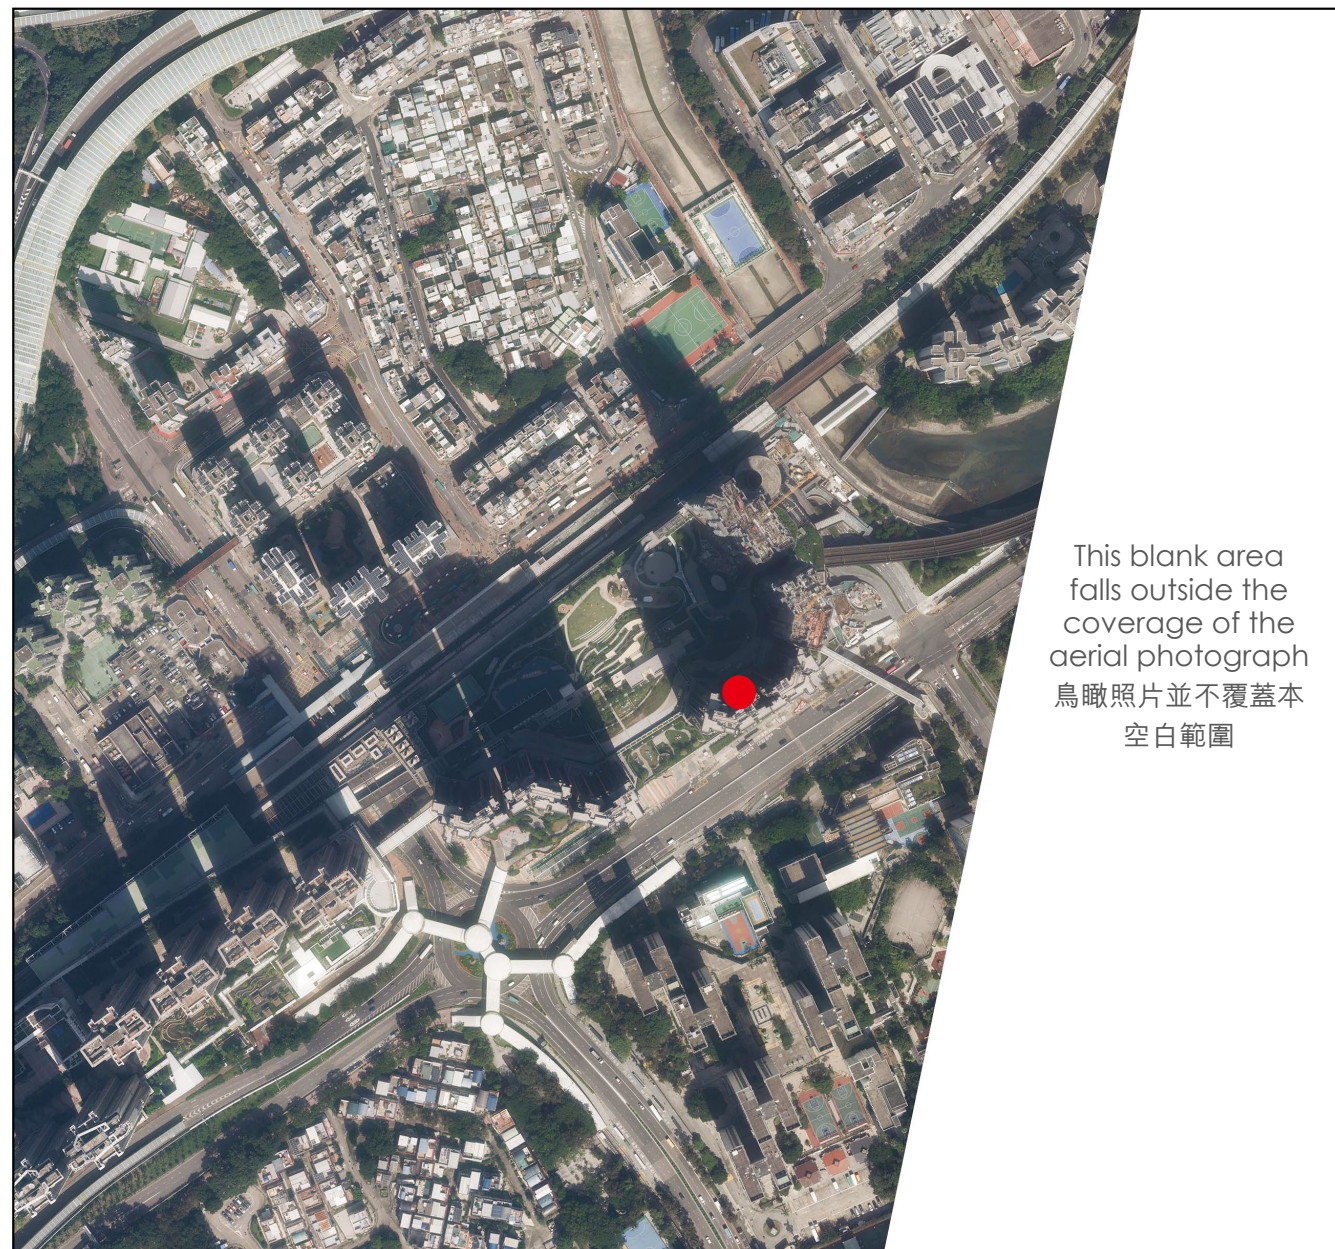 This blank area
falls outside the
coverage of the
aerial photograph
鳥瞰照片並不覆蓋本
空白範圍